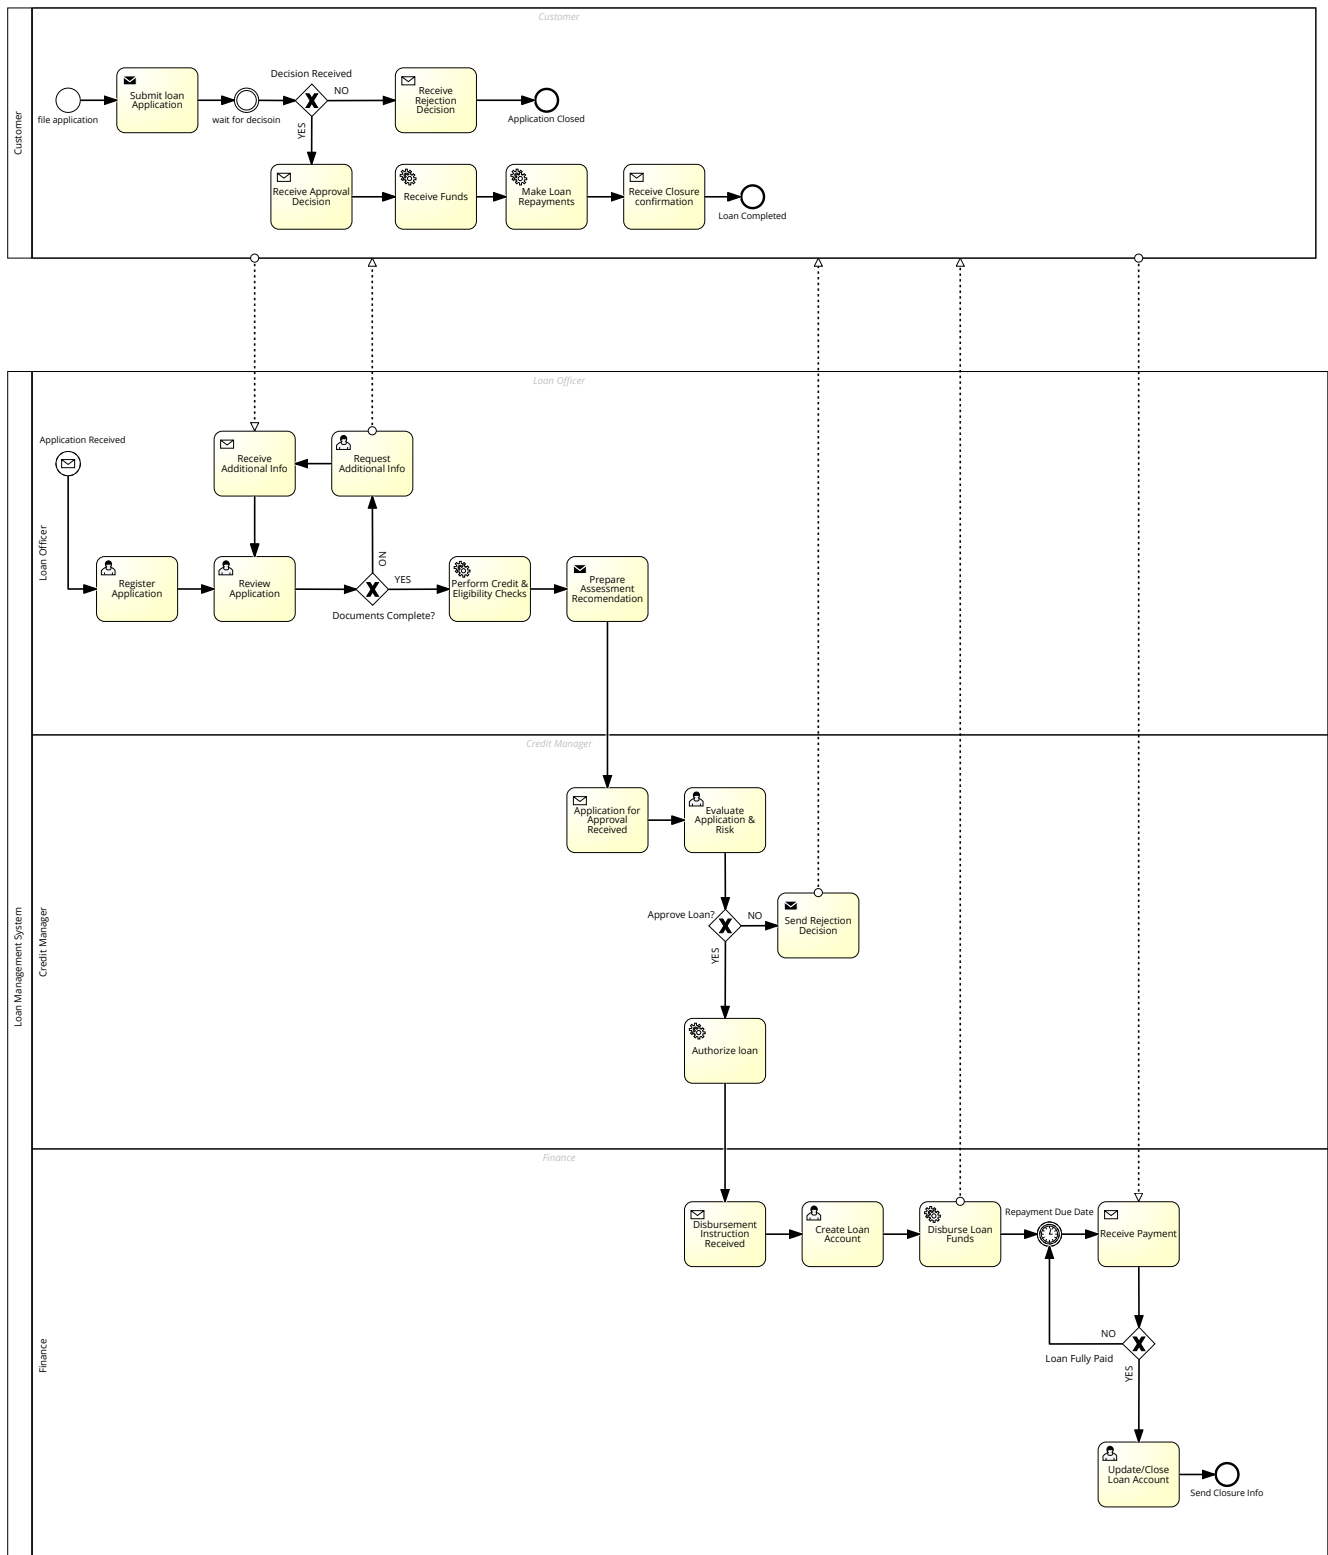 Customer
Customer
Decision Received
Submit loan
Application
NO
Receive
Rejection
Decision
file application
wait for decisoin
Application Closed
YES
Receive Approval
Decision
Receive Funds
Make Loan
Repayments
Receive Closure
confirmation
Loan Completed
Loan Management System
Loan Officer
Loan Officer
Application Received
Receive
Additional Info
Request
Additional Info
NO
Register
Application
Review
Application
YES
Documents Complete?
Perform Credit &
Eligibility Checks
Prepare
Assessment
Recomendation
Credit Manager
Credit Manager
Application for
Approval
Received
Evaluate
Application &
Risk
Approve Loan?
NO
Send Rejection
Decision
YES
Authorize loan
Finance
Finance
Disbursement
Instruction
Received
Create Loan
Account
Disburse Loan
Funds
Repayment Due Date
Receive Payment
NO
Loan Fully Paid
YES
Update/Close
Loan Account
Send Closure Info